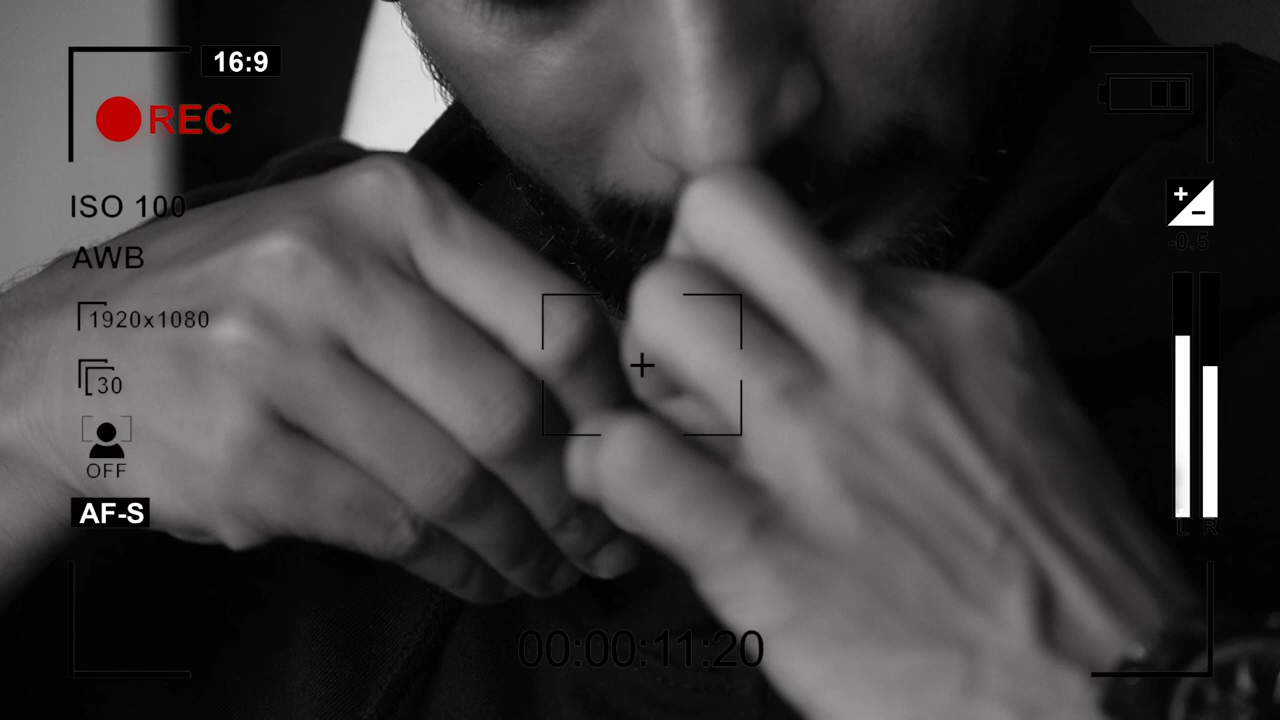 16:9
REC
ISO 100
AWB
1920x1080
30
OFF
AF-S
-0.5
L R
00:00:11:20